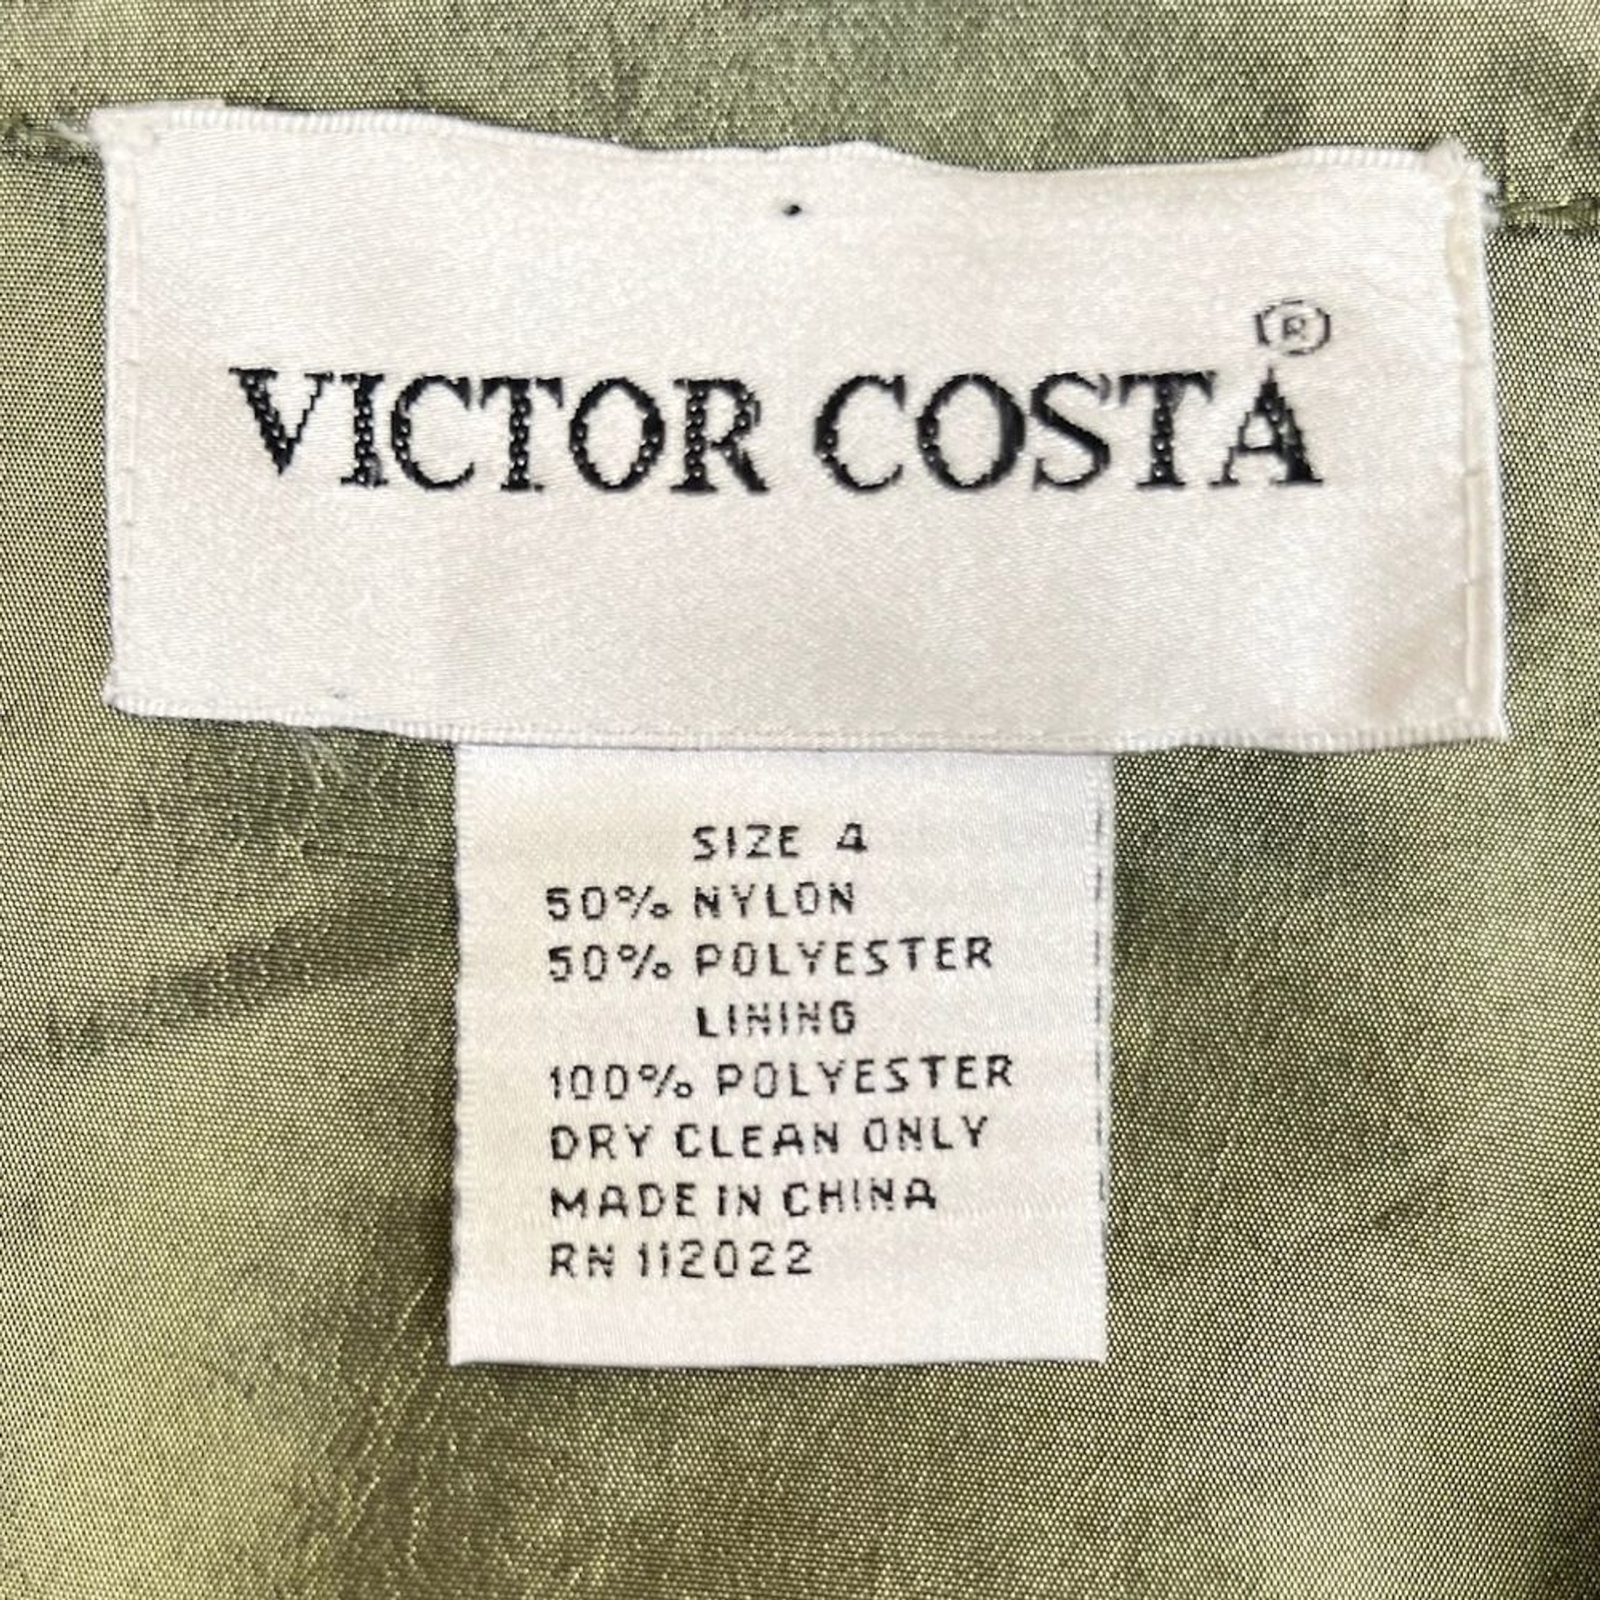 VICTOR COSTA®
SIZE 4
50% NYLON
50% POLYESTER
LINING
100% POLYESTER
DRY CLEAN ONLY
MADE IN CHINA
RN 112022